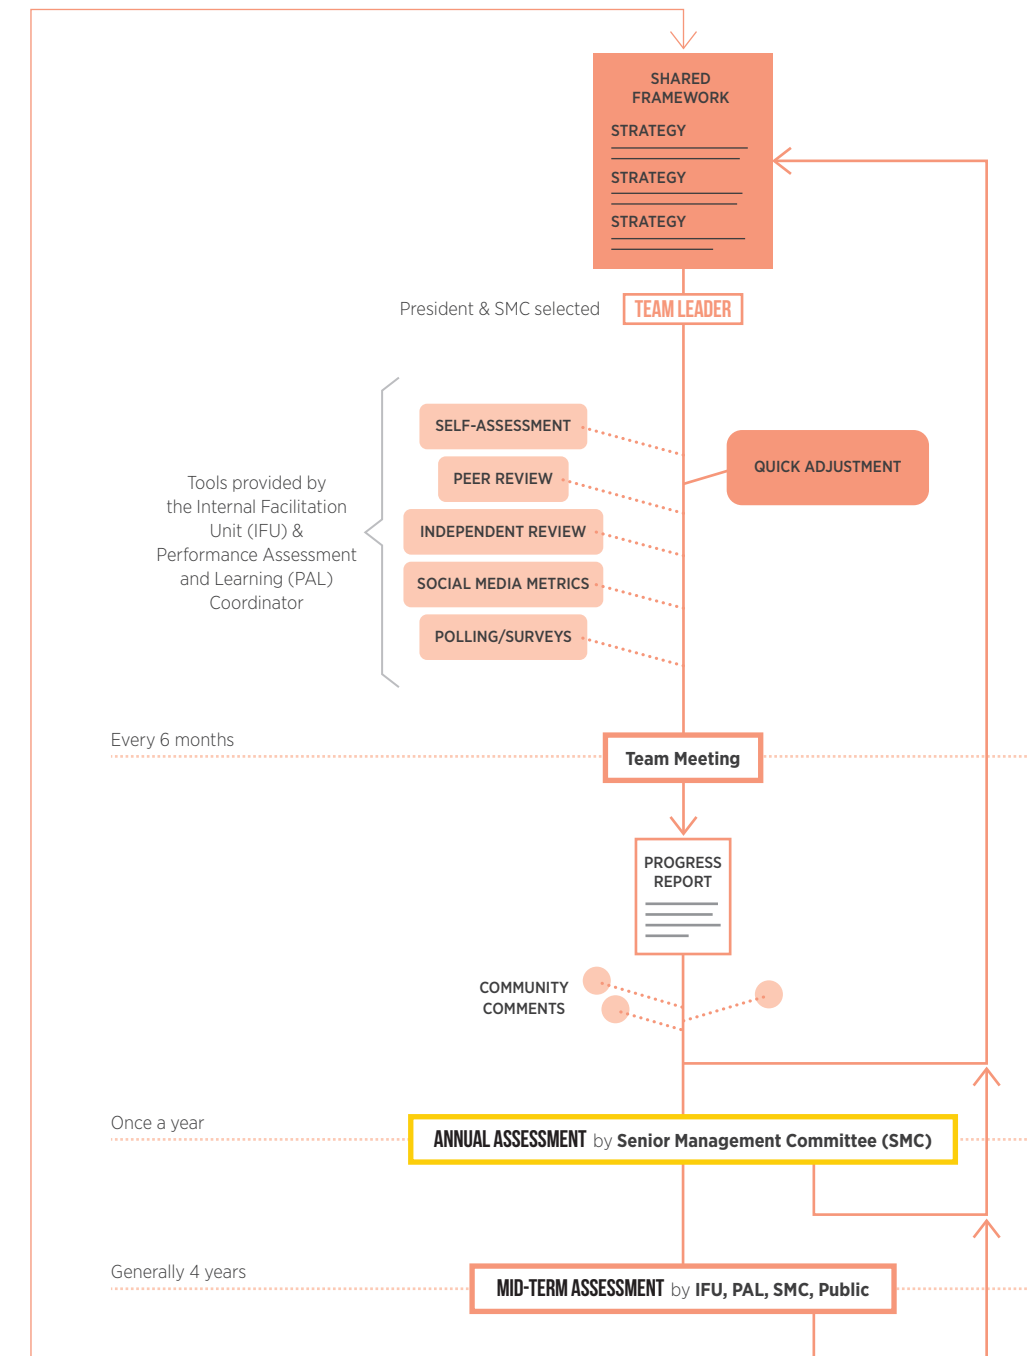 SHARED
FRAMEWORK
STRATEGY
STRATEGY
STRATEGY
President & SMC selected
TEAM LEADER
SELF-ASSESSMENT
PEER REVIEW
INDEPENDENT REVIEW
SOCIAL MEDIA METRICS
POLLING/SURVEYS
QUICK ADJUSTMENT
Tools provided by
the Internal Facilitation
Unit (IFU) &
Performance Assessment
and Learning (PAL)
Coordinator
Every 6 months
Team Meeting
PROGRESS
REPORT
COMMUNITY
COMMENTS
Once a year
ANNUAL ASSESSMENT by Senior Management Committee (SMC)
Generally 4 years
MID-TERM ASSESSMENT by IFU, PAL, SMC, Public